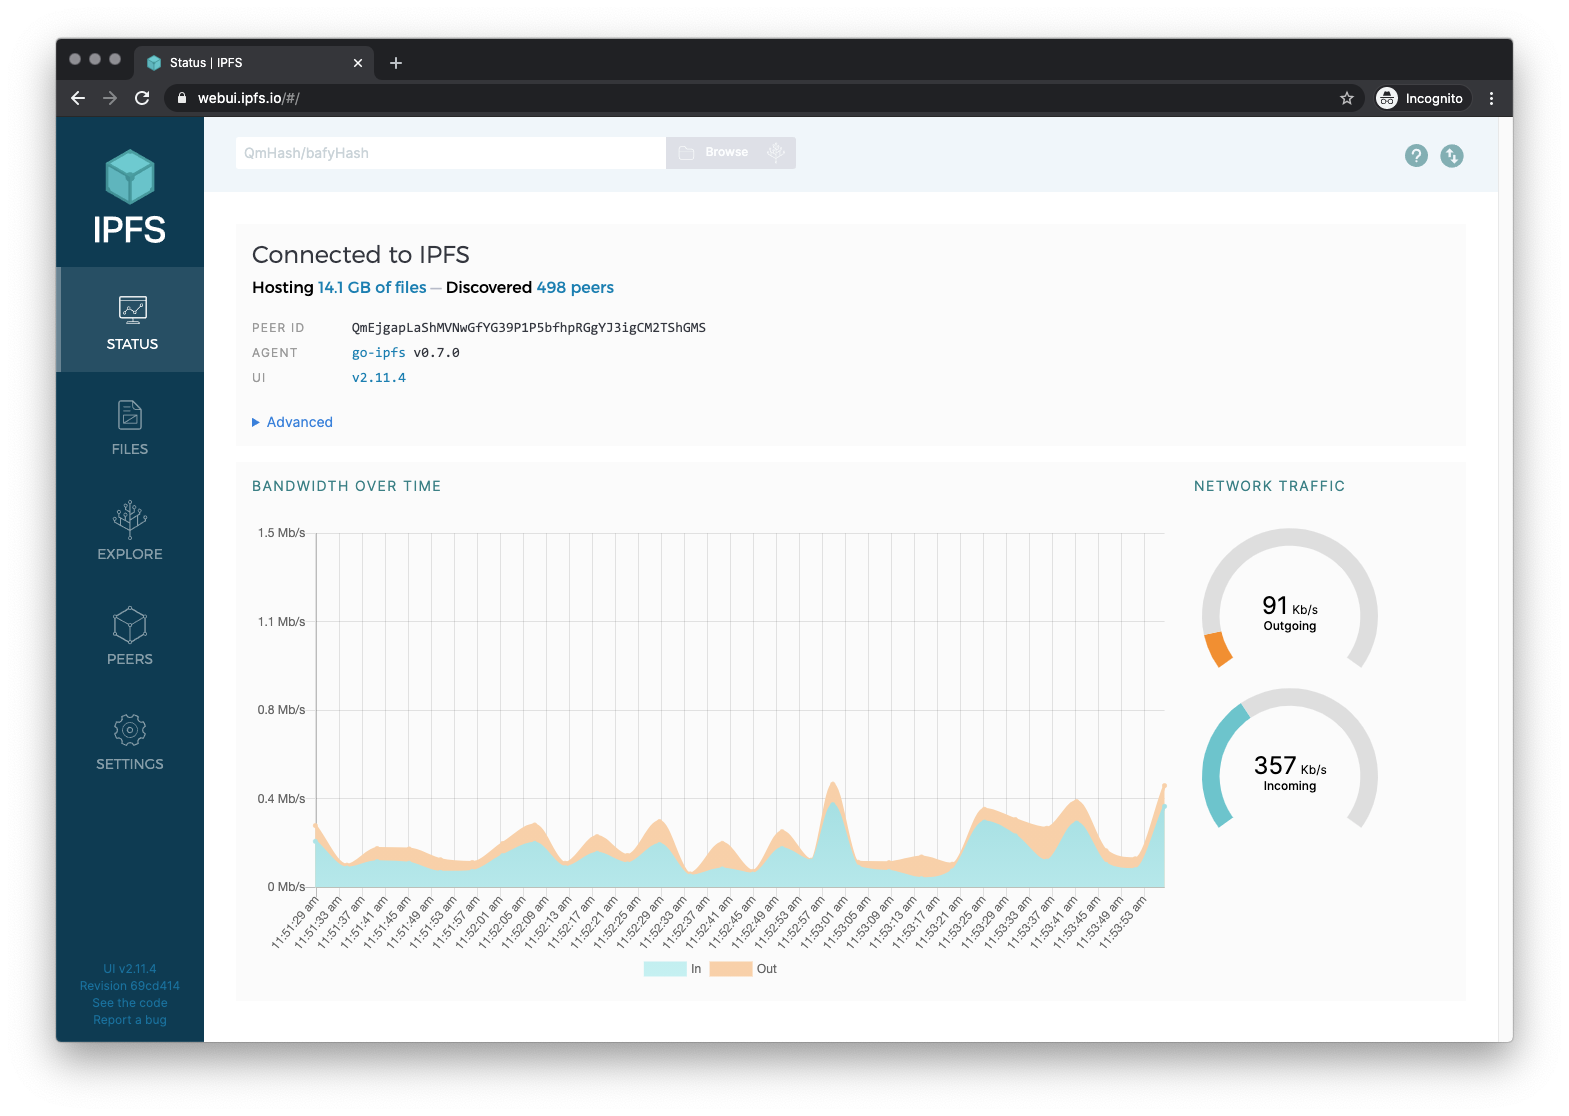 Status | IPFS
webui.ipfs.io/#/
Incognito
IPFS
STATUS
FILES
EXPLORE
PEERS
SETTINGS
UI v2.11.4
Revision 69cd414
See the code
Report a bug
QmHash/bafyHash
Browse
Connected to IPFS
Hosting 14.1 GB of files — Discovered 498 peers
PEER ID QmEjgapLaShMVNwGfYG39P1P5bfhpRGgYJ3igCM2TShGMS
AGENT go-ipfs v0.7.0
UI v2.11.4
Advanced
BANDWIDTH OVER TIME
1.5 Mb/s
1.1 Mb/s
0.8 Mb/s
0.4 Mb/s
0 Mb/s
11:51:29 am
11:51:33 am
11:51:37 am
11:51:41 am
11:51:45 am
11:51:49 am
11:51:53 am
11:51:57 am
11:52:01 am
11:52:05 am
11:52:09 am
11:52:13 am
11:52:17 am
11:52:21 am
11:52:25 am
11:52:29 am
11:52:33 am
11:52:37 am
11:52:41 am
11:52:45 am
11:52:49 am
11:52:53 am
11:52:57 am
11:53:01 am
11:53:05 am
11:53:09 am
11:53:13 am
11:53:17 am
11:53:21 am
11:53:25 am
11:53:29 am
11:53:33 am
11:53:37 am
11:53:41 am
11:53:45 am
11:53:49 am
11:53:53 am
In
Out
NETWORK TRAFFIC
91 Kb/s
Outgoing
357 Kb/s
Incoming